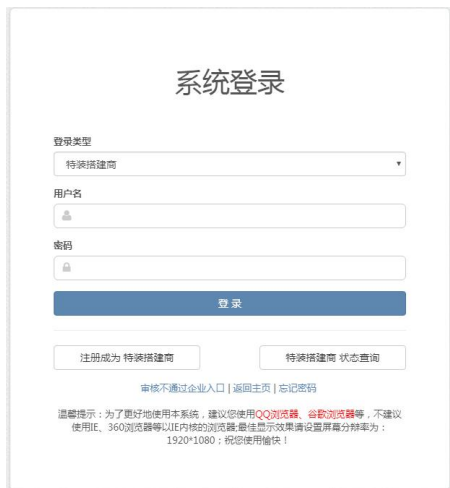 系统登录
登录类型
特装搭建商
用户名
密码
登 录
注册成为 特装搭建商
特装搭建商 状态查询
审核不通过企业入口 | 返回主页 | 忘记密码
温馨提示：为了更好地使用本系统，建议您使用QQ浏览器、谷歌浏览器等，不建议
使用IE、360浏览器等以IE内核的浏览器;最佳显示效果请设置屏幕分辨率为：
1920*1080；祝您使用愉快！